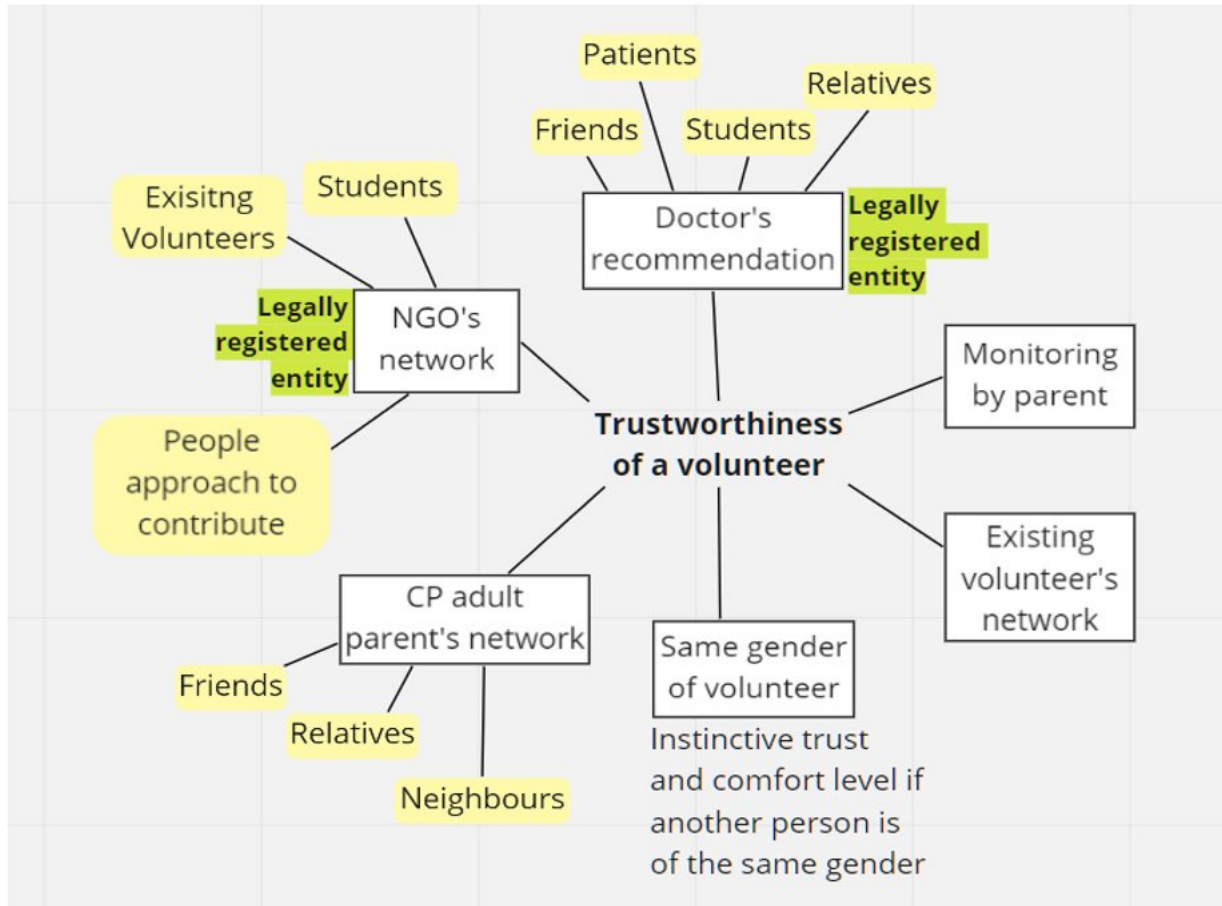 Patients
Relatives
Friends
Students
Doctor's
recommendation
Legally
registered
entity
Exisitng
Volunteers
Students
Legally
registered
entity
NGO's
network
People
approach to
contribute
Trustworthiness
of a volunteer
Monitoring
by parent
Existing
volunteer's
network
CP adult
parent's network
Friends
Relatives
Neighbours
Same gender
of volunteer
Instinctive trust
and comfort level if
another person is
of the same gender